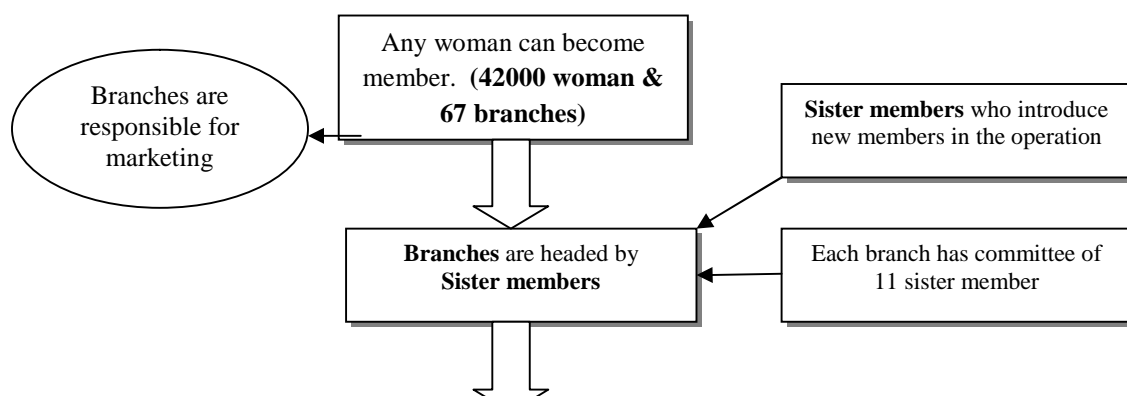 Any woman can become
member. (42000 woman &
67 branches)
Branches are
responsible for
marketing
Sister members who introduce
new members in the operation
Branches are headed by
Sister members
Each branch has committee of
11 sister member